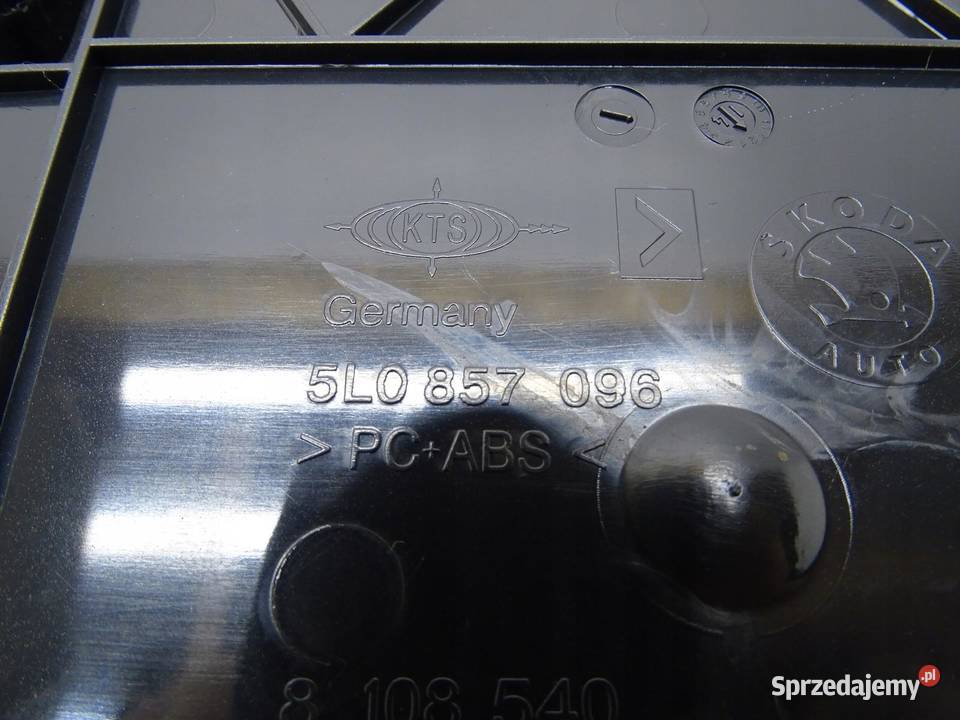 KTS
Germany
ŠKODA
AUTO
5L0 857 096
> PC+ABS <
8 108 540
Sprzedajemy.pl